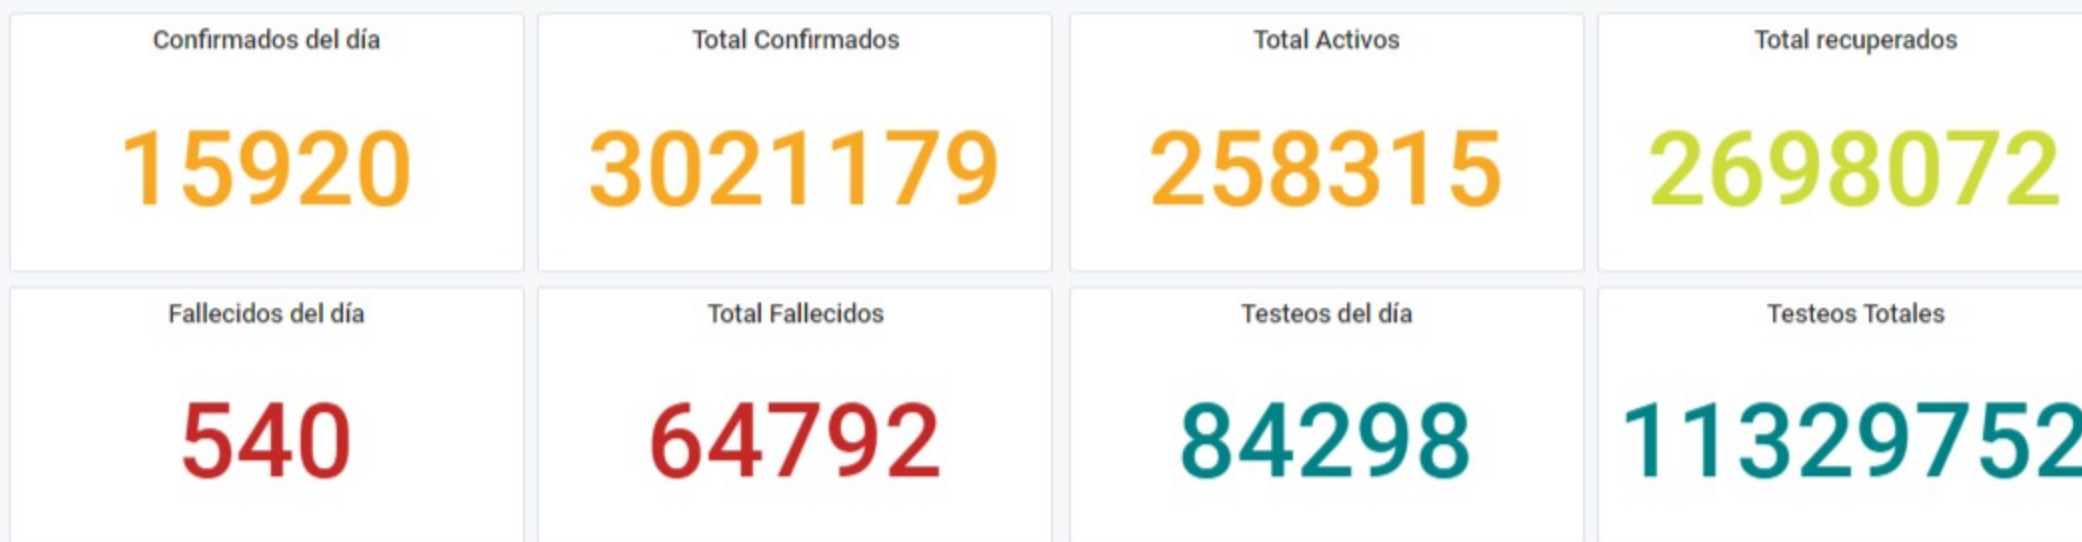 Confirmados del día
Total Confirmados
Total Activos
Total recuperados
15920
3021179
258315
2698072
Fallecidos del día
Total Fallecidos
Testeos del día
Testeos Totales
540
64792
84298
11329752